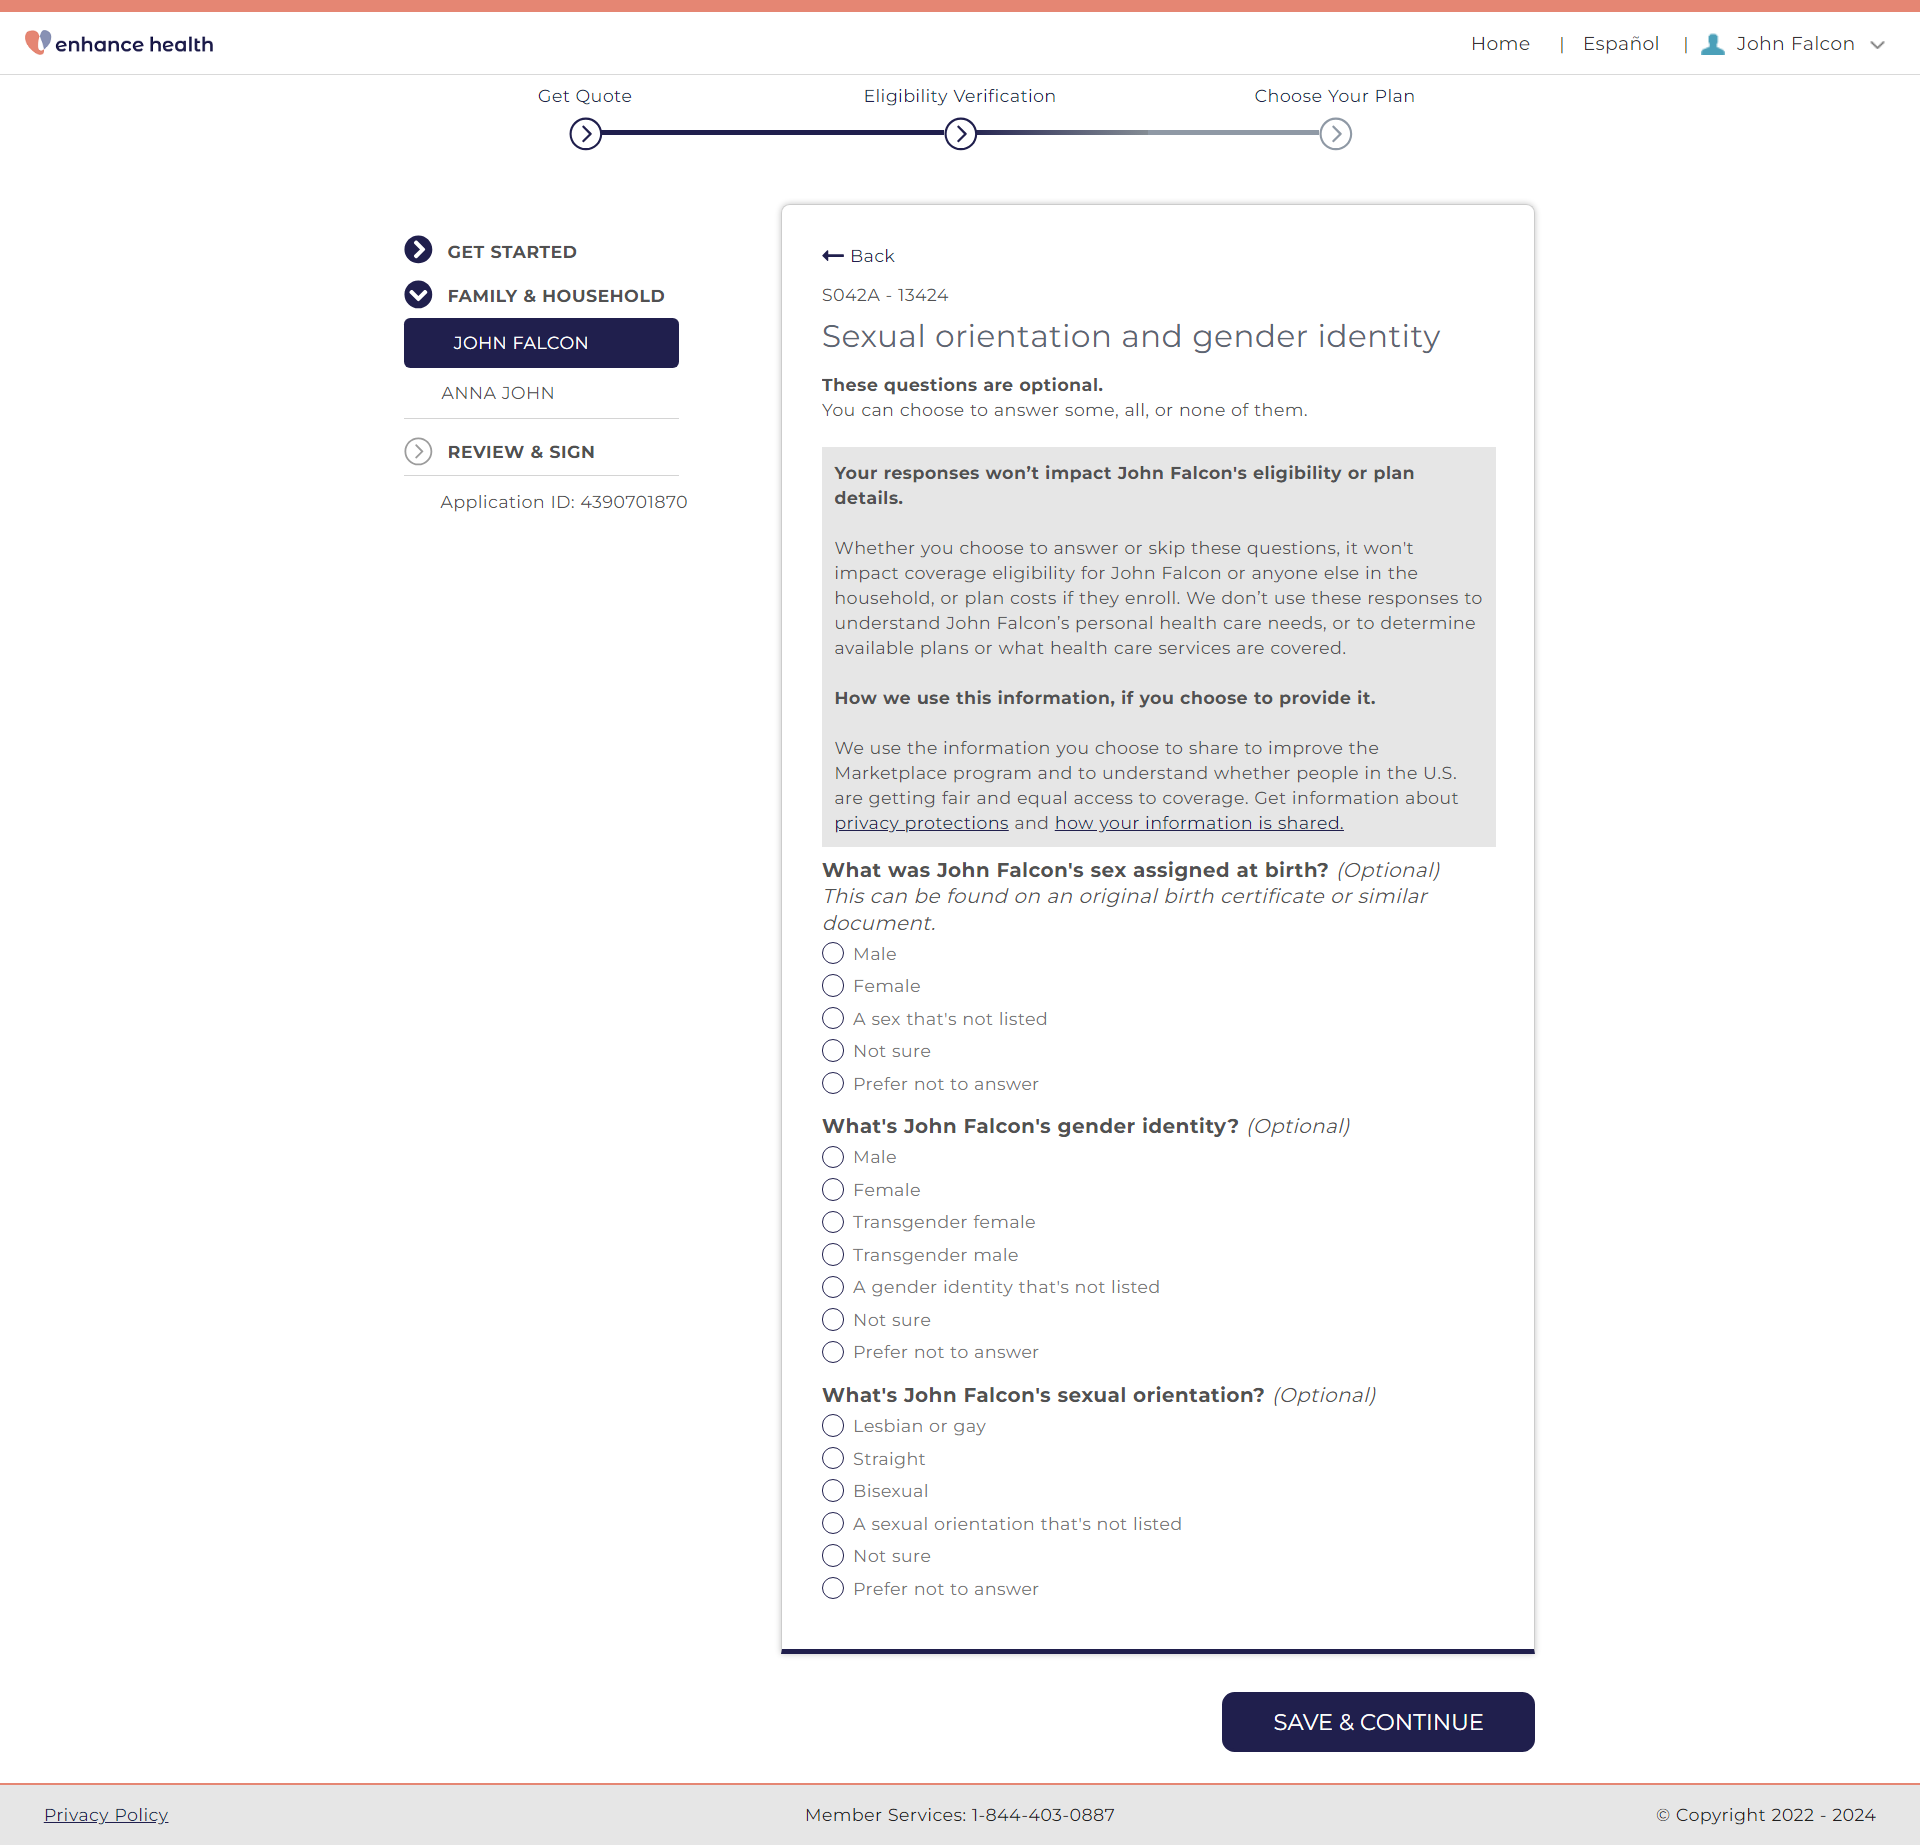 enhance health
Home | Español | John Falcon
Get Quote
Eligibility Verification
Choose Your Plan
GET STARTED
FAMILY & HOUSEHOLD
JOHN FALCON
ANNA JOHN
REVIEW & SIGN
Application ID: 4390701870
Back
S042A - 13424
Sexual orientation and gender identity
These questions are optional.
You can choose to answer some, all, or none of them.
Your responses won’t impact John Falcon's eligibility or plan
details.
Whether you choose to answer or skip these questions, it won't
impact coverage eligibility for John Falcon or anyone else in the
household, or plan costs if they enroll. We don’t use these responses to
understand John Falcon’s personal health care needs, or to determine
available plans or what health care services are covered.
How we use this information, if you choose to provide it.
We use the information you choose to share to improve the
Marketplace program and to understand whether people in the U.S.
are getting fair and equal access to coverage. Get information about
privacy protections and how your information is shared.
What was John Falcon's sex assigned at birth? (Optional)
This can be found on an original birth certificate or similar
document.
Male
Female
A sex that's not listed
Not sure
Prefer not to answer
What's John Falcon's gender identity? (Optional)
Male
Female
Transgender female
Transgender male
A gender identity that's not listed
Not sure
Prefer not to answer
What's John Falcon's sexual orientation? (Optional)
Lesbian or gay
Straight
Bisexual
A sexual orientation that's not listed
Not sure
Prefer not to answer
SAVE & CONTINUE
Privacy Policy
Member Services: 1-844-403-0887
© Copyright 2022 - 2024